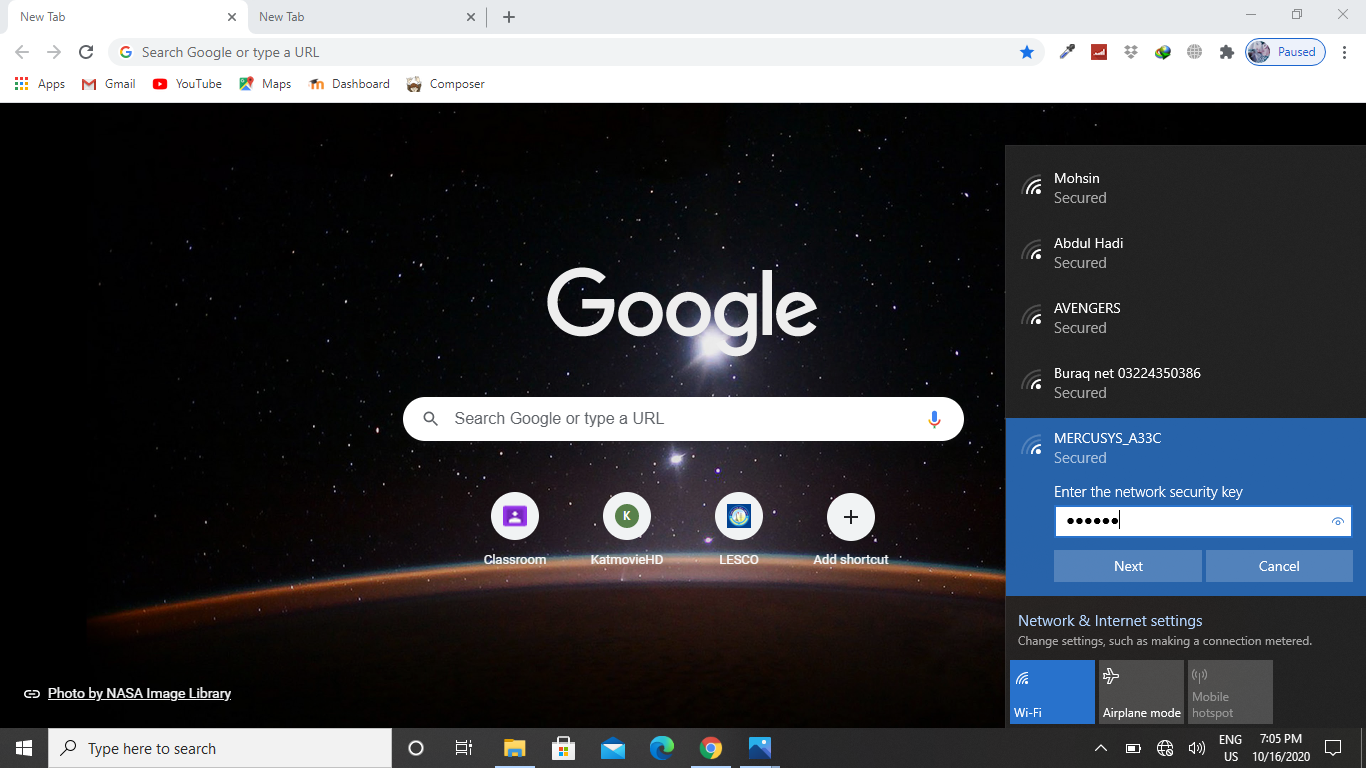 New Tab
New Tab
Search Google or type a URL
Paused
Apps
Gmail
YouTube
Maps
Dashboard
Composer
Google
Search Google or type a URL
Classroom
K
KatmovieHD
LESCO
Add shortcut
Photo by NASA Image Library
Mohsin
Secured
Abdul Hadi
Secured
AVENGERS
Secured
Buraq net 03224350386
Secured
MERCUSYS_A33C
Secured
Enter the network security key
●●●●●●
Next
Cancel
Network & Internet settings
Change settings, such as making a connection metered.
Wi-Fi
Airplane mode
Mobile
hotspot
Type here to search
ENG
US
7:05 PM
10/16/2020